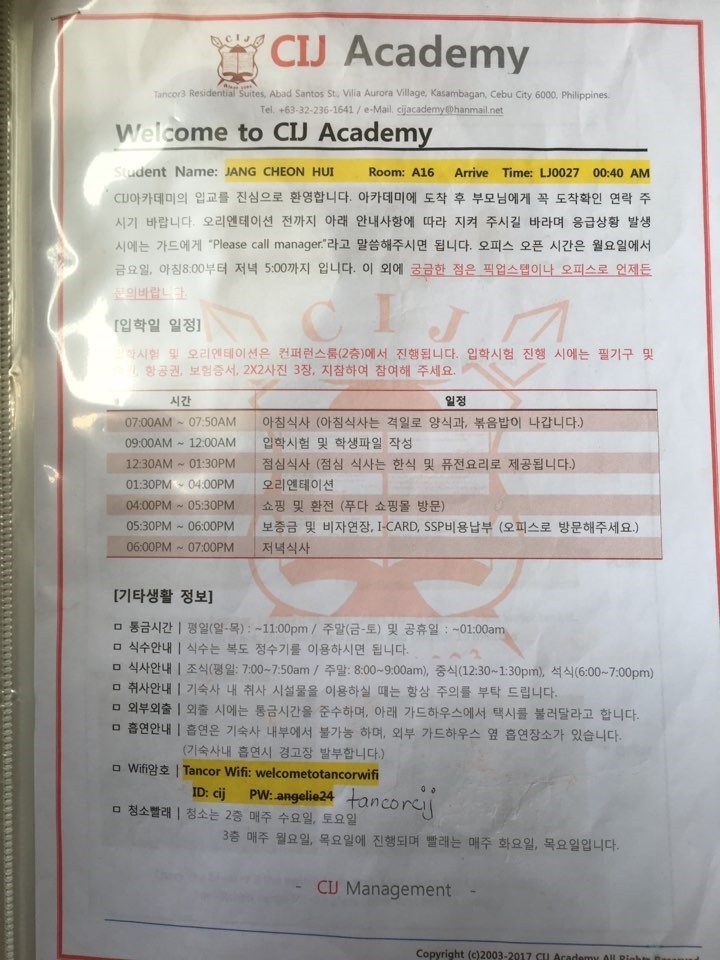 CIJ
CIJ Academy
Tancor3 Residential Suites, Abad Santos St., Vilia Aurora Village, Kasambagan, Cebu City 6000, Philippines.
Tel. +63-32-236-1641 / e-Mail. cijacademy@hanmail.net
Welcome to CIJ Academy
Student Name: JANG CHEON HUI Room: A16 Arrive Time: LJ0027 00:40 AM
CIJ아카데미의 입교를 진심으로 환영합니다. 아카데미에 도착 후 부모님에게 꼭 도착확인 연락 주
시기 바랍니다. 오리엔테이션 전까지 아래 안내사항에 따라 지켜 주시길 바라며 응급상황 발생
시에는 가드에게 "Please call manager."라고 말씀해주시면 됩니다. 오피스 오픈 시간은 월요일에서
금요일, 아침8:00부터 저녁 5:00까지 입니다. 이 외에 궁금한 점은 픽업스탭이나 오피스로 언제든
문의바랍니다.
CIJ
[입학일 일정]
입학시험 및 오리엔테이션은 컨퍼런스룸(2층)에서 진행됩니다. 입학시험 진행 시에는 필기구 및
항공권, 보험증서, 2X2사진 3장, 지참하여 참여해 주세요.
시간 일정
07:00AM ~ 07:50AM 아침식사 (아침식사는 격일로 양식과, 볶음밥이 나갑니다.)
09:00AM ~ 12:00AM 입학시험 및 학생파일 작성
12:30AM ~ 01:30PM 점심식사 (점심 식사는 한식 및 퓨전요리로 제공됩니다.)
01:30PM ~ 04:00PM 오리엔테이션
04:00PM ~ 05:30PM 쇼핑 및 환전 (푸다 쇼핑몰 방문)
05:30PM ~ 06:00PM 보증금 및 비자연장, I-CARD, SSP비용납부 (오피스로 방문해주세요.)
06:00PM ~ 07:00PM 저녁식사
[기타생활 정보]
ㅁ 통금시간 | 평일(일-목) : ~11:00pm / 주말(금-토) 및 공휴일 : ~01:00am
ㅁ 식수안내 | 식수는 복도 정수기를 이용하시면 됩니다.
ㅁ 식사안내 | 조식(평일: 7:00~7:50am / 주말: 8:00~9:00am), 중식(12:30~1:30pm), 석식(6:00~7:00pm)
ㅁ 취사안내 | 기숙사 내 취사 시설물을 이용하실 때는 항상 주의를 부탁 드립니다.
ㅁ 외부외출 | 외출 시에는 통금시간을 준수하며, 아래 가드하우스에서 택시를 불러달라고 합니다.
ㅁ 흡연안내 | 흡연은 기숙사 내부에서 불가능 하며, 외부 가드하우스 옆 흡연장소가 있습니다.
(기숙사내 흡연시 경고장 발부합니다.)
ㅁ Wifi암호 | Tancor Wifi: welcometotancorwifi
ID: cij PW: angelie24 tancorcij
ㅁ 청소빨래 | 청소는 2층 매주 수요일, 토요일
3층 매주 월요일, 목요일에 진행되며 빨래는 매주 화요일, 목요일입니다.
- CIJ Management -
Copyright (c)2003-2017 CIJ Academy All Rights Reserved